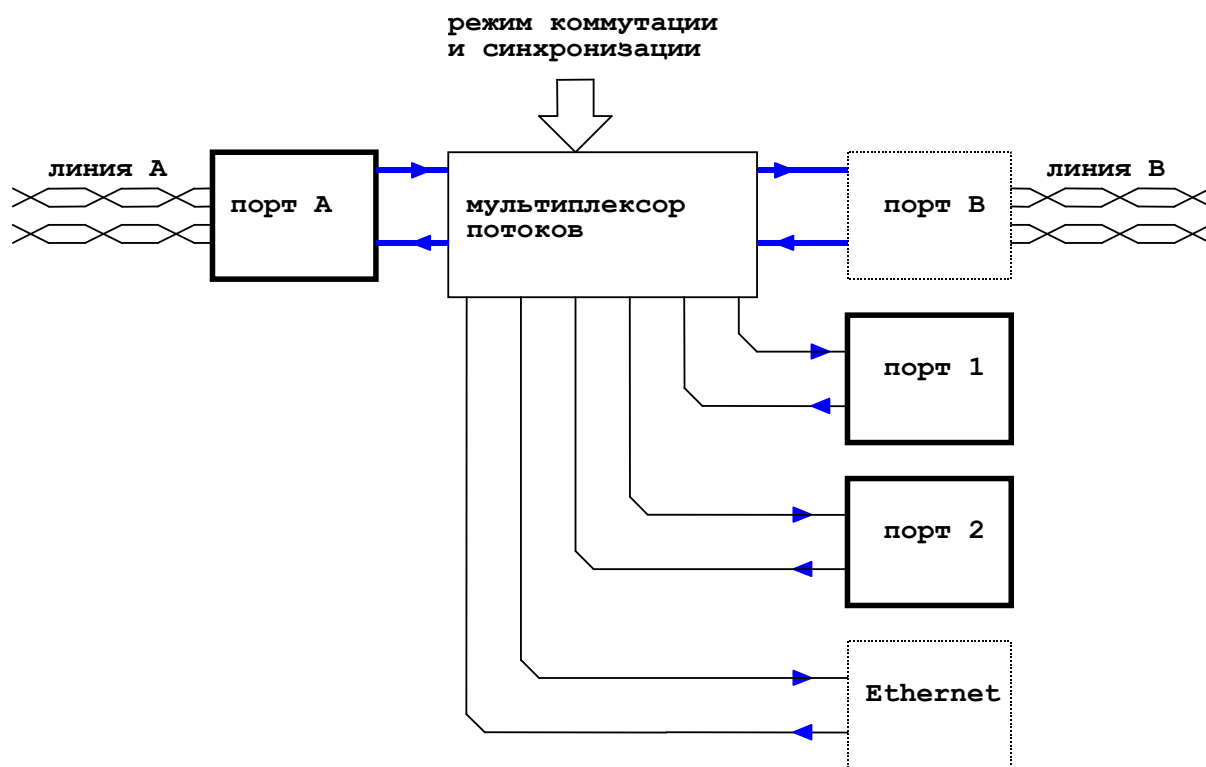 режим коммутации
и синхронизации
линия А
порт А
мультиплексор
потоков
порт В
линия В
порт 1
порт 2
Ethernet